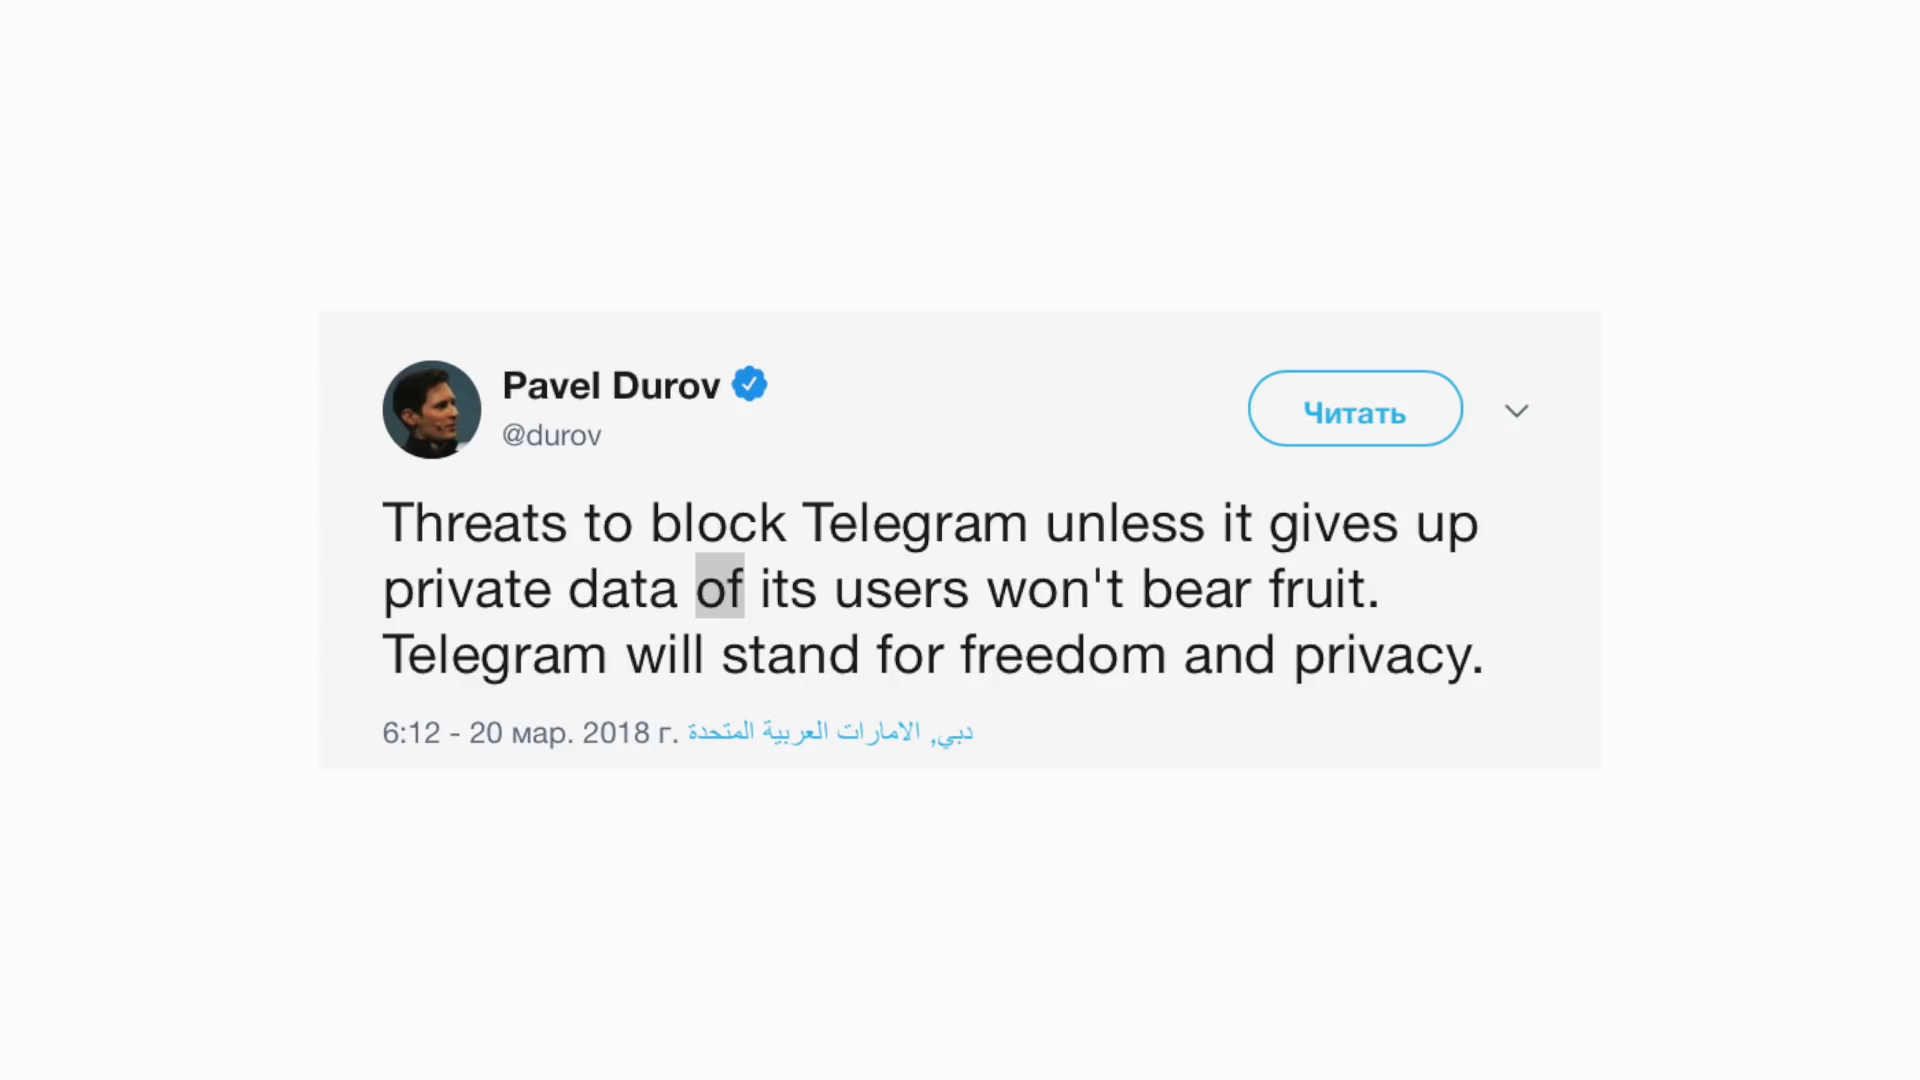 Pavel Durov
@durov
Читать
Threats to block Telegram unless it gives up
private data of its users won't bear fruit.
Telegram will stand for freedom and privacy.
6:12 - 20 мар. 2018 г. دبي, الامارات العربية المتحدة